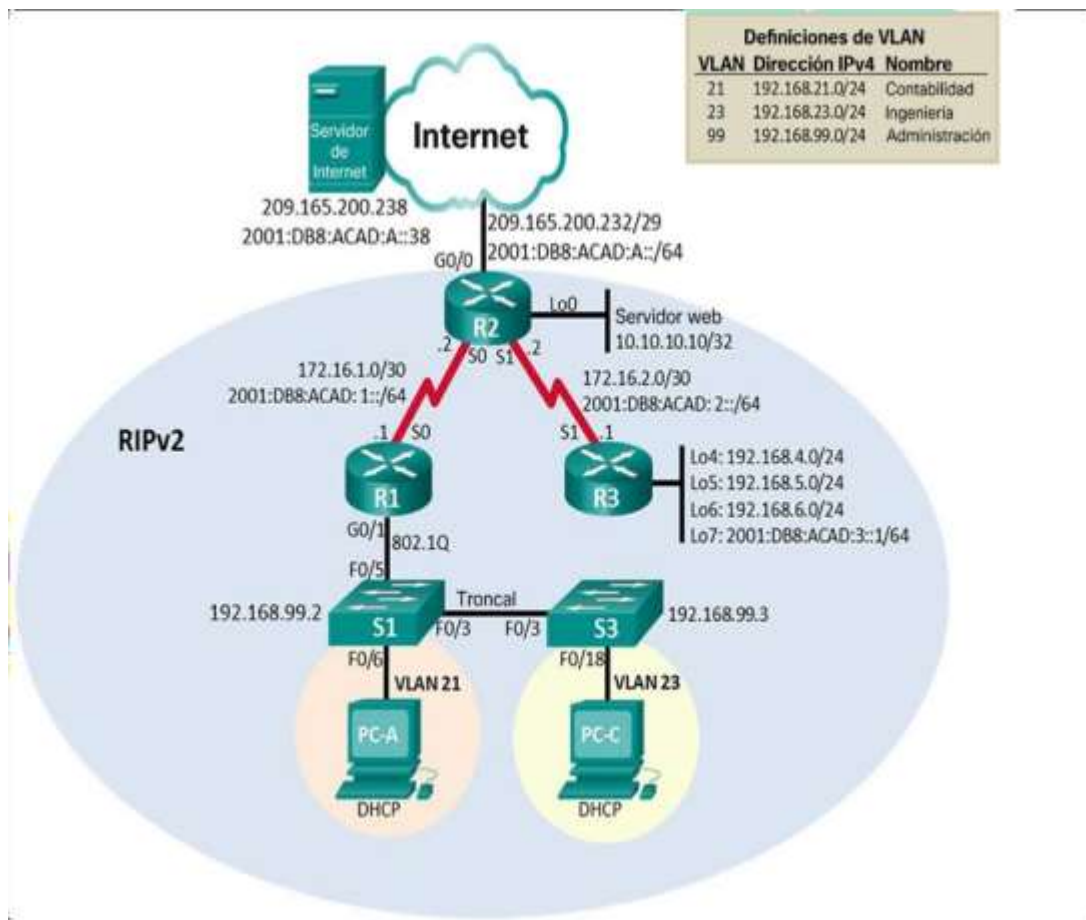 Definiciones de VLAN
VLAN Dirección IPv4 Nombre
21 192.168.21.0/24 Contabilidad
23 192.168.23.0/24 Ingeniería
99 192.168.99.0/24 Administración
Servidor
de
Internet
Internet
209.165.200.238
2001:DB8:ACAD:A::38
209.165.200.232/29
2001:DB8:ACAD:A::/64
G0/0
R2
Lo0
Servidor web
10.10.10.10/32
.2 S0 S1 .2
172.16.1.0/30
2001:DB8:ACAD: 1::/64
172.16.2.0/30
2001:DB8:ACAD: 2::/64
RIPv2
.1 S0
S1 .1
R1
R3
Lo4: 192.168.4.0/24
Lo5: 192.168.5.0/24
Lo6: 192.168.6.0/24
Lo7: 2001:DB8:ACAD:3::1/64
G0/1
802.1Q
F0/5
192.168.99.2
S1
Troncal
F0/3 F0/3
S3
192.168.99.3
F0/6
VLAN 21
F0/18
VLAN 23
PC-A
PC-C
DHCP
DHCP